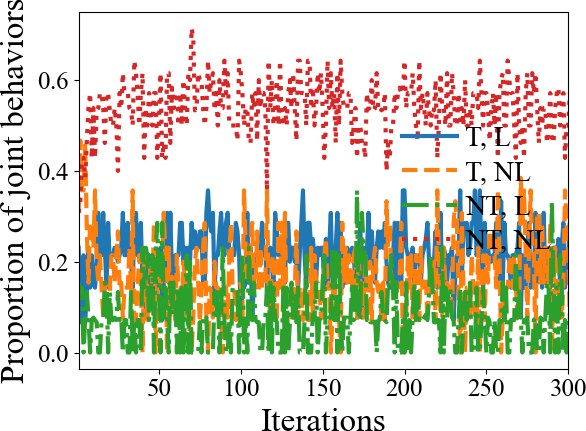 Proportion of joint behaviors
0.6
0.4
0.2
0.0
T, L
T, NL
NT, L
NT, NL
50
100
150
200
250
300
Iterations